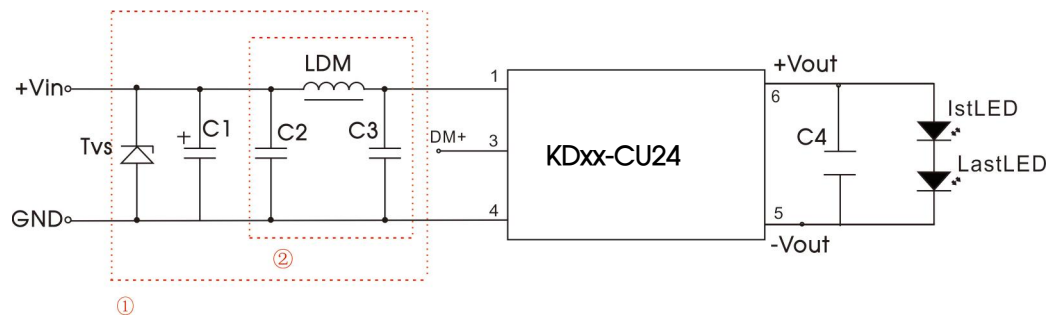 LDM
+Vin
1
+Vout
6
C1
C2
C3
IstLED
Tvs
+
DM+
3
KDxx-CU24
C4
LastLED
GND
4
5
-Vout
②
①